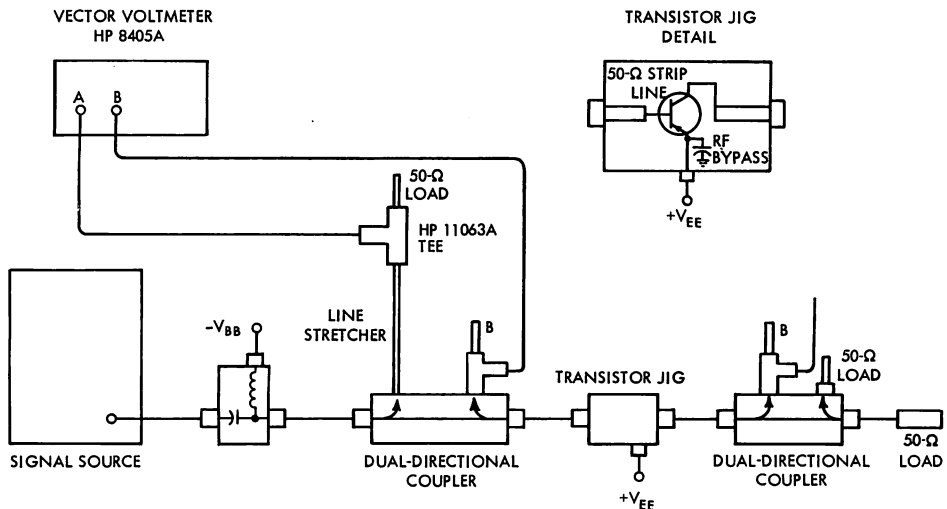 VECTOR VOLTMETER
HP 8405A
A
B
TRANSISTOR JIG
DETAIL
50-Ω STRIP
LINE
RF
BYPASS
+VEE
50-Ω
LOAD
HP 11063A
TEE
LINE
STRETCHER
-VBB
B
TRANSISTOR JIG
B
50-Ω
LOAD
SIGNAL SOURCE
DUAL-DIRECTIONAL
COUPLER
+VEE
DUAL-DIRECTIONAL
COUPLER
50-Ω
LOAD